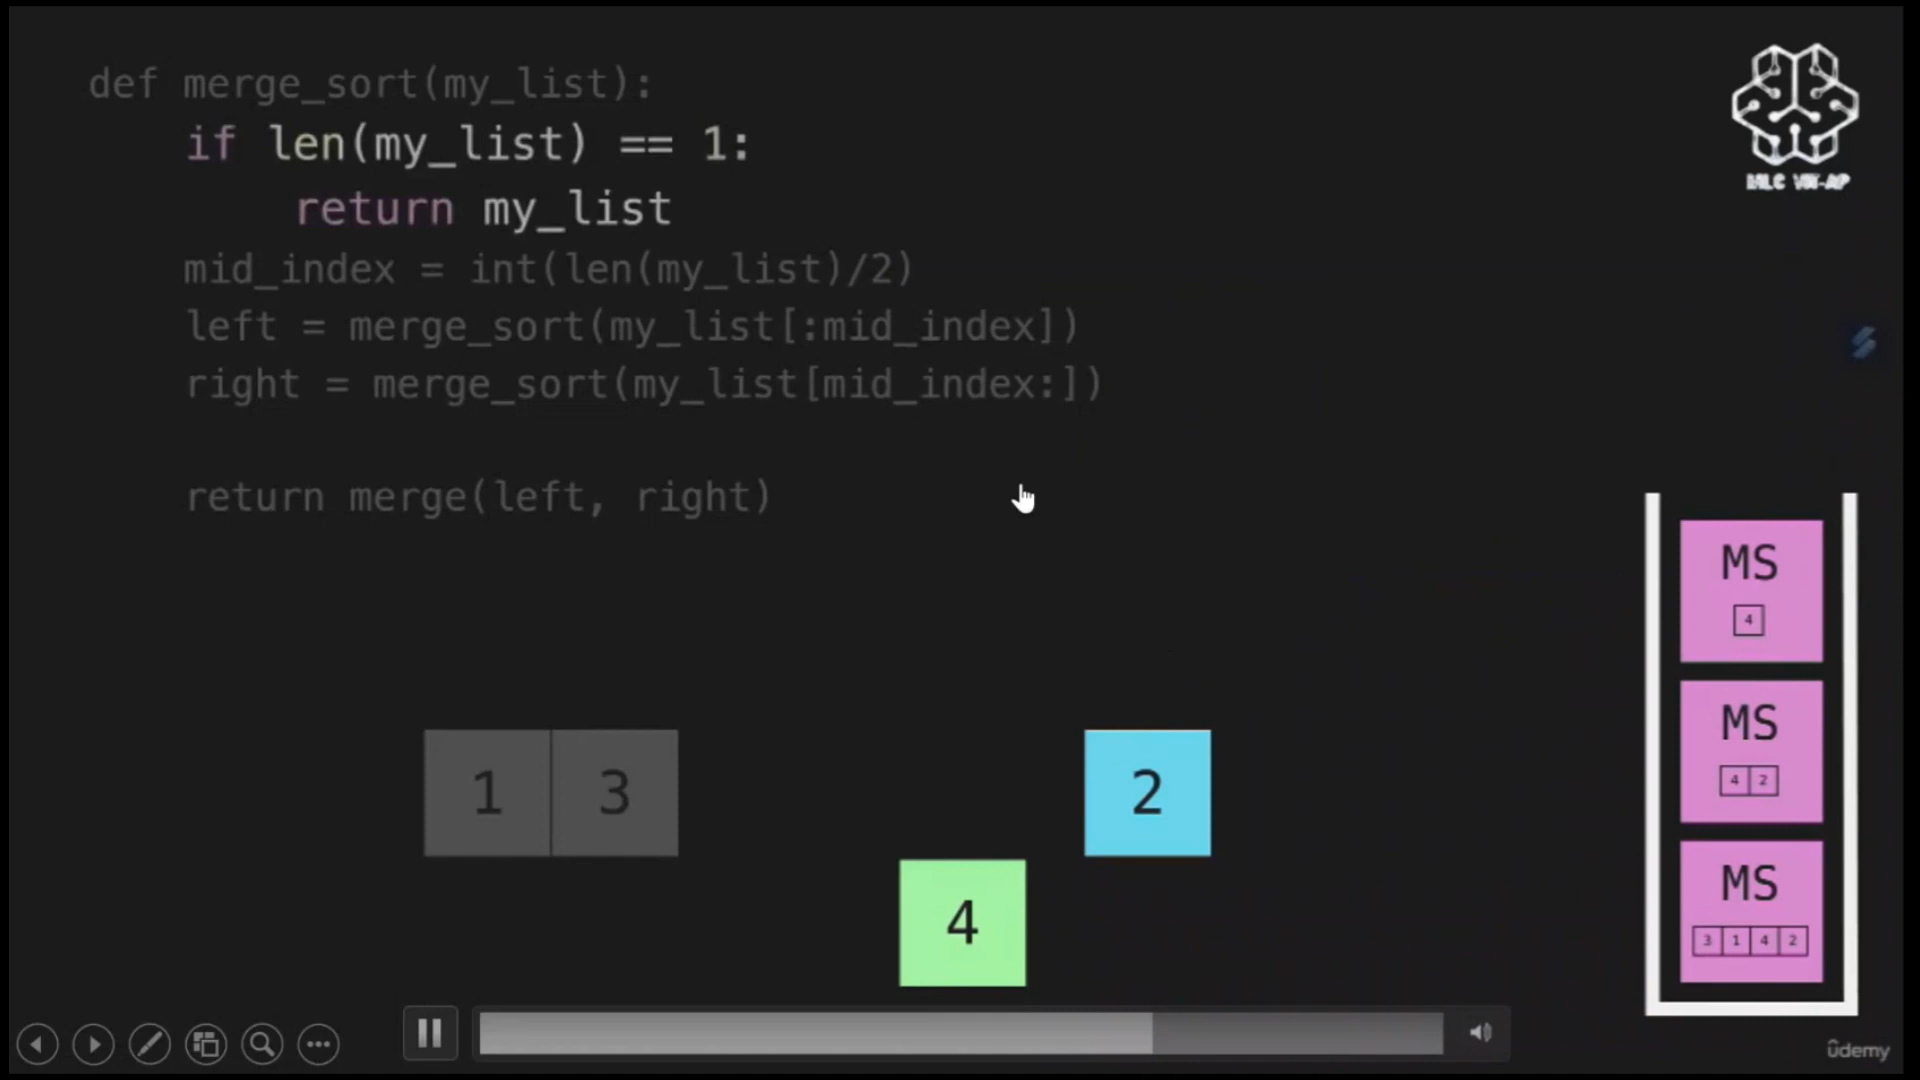 def merge_sort(my_list):
if len(my_list) == 1:
return my_list
mid_index = int(len(my_list)/2)
left = merge_sort(my_list[:mid_index])
right = merge_sort(my_list[mid_index:])
return merge(left, right)
MS
4
MS
4 2
MS
3 1 4 2
1 3
2
4
ûdemy